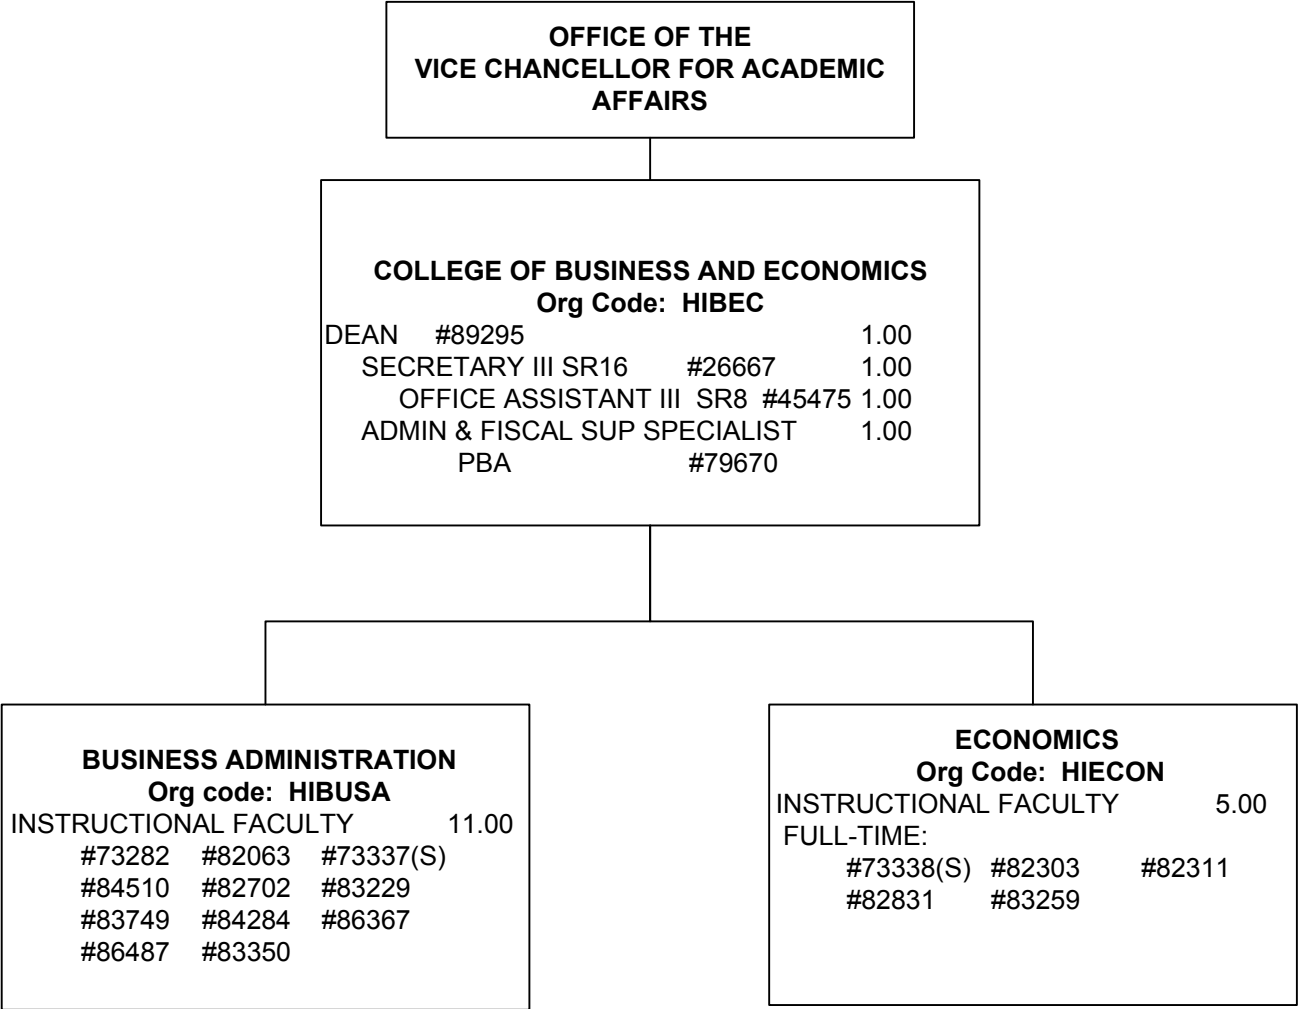 OFFICE OF THE
VICE CHANCELLOR FOR ACADEMIC
AFFAIRS
COLLEGE OF BUSINESS AND ECONOMICS
Org Code: HIBEC
DEAN #89295 1.00
SECRETARY III SR16 #26667 1.00
OFFICE ASSISTANT III SR8 #45475 1.00
ADMIN & FISCAL SUP SPECIALIST 1.00
PBA #79670
BUSINESS ADMINISTRATION
Org code: HIBUSA
INSTRUCTIONAL FACULTY 11.00
#73282 #82063 #73337(S)
#84510 #82702 #83229
#83749 #84284 #86367
#86487 #83350
ECONOMICS
Org Code: HIECON
INSTRUCTIONAL FACULTY 5.00
FULL-TIME:
#73338(S) #82303 #82311
#82831 #83259